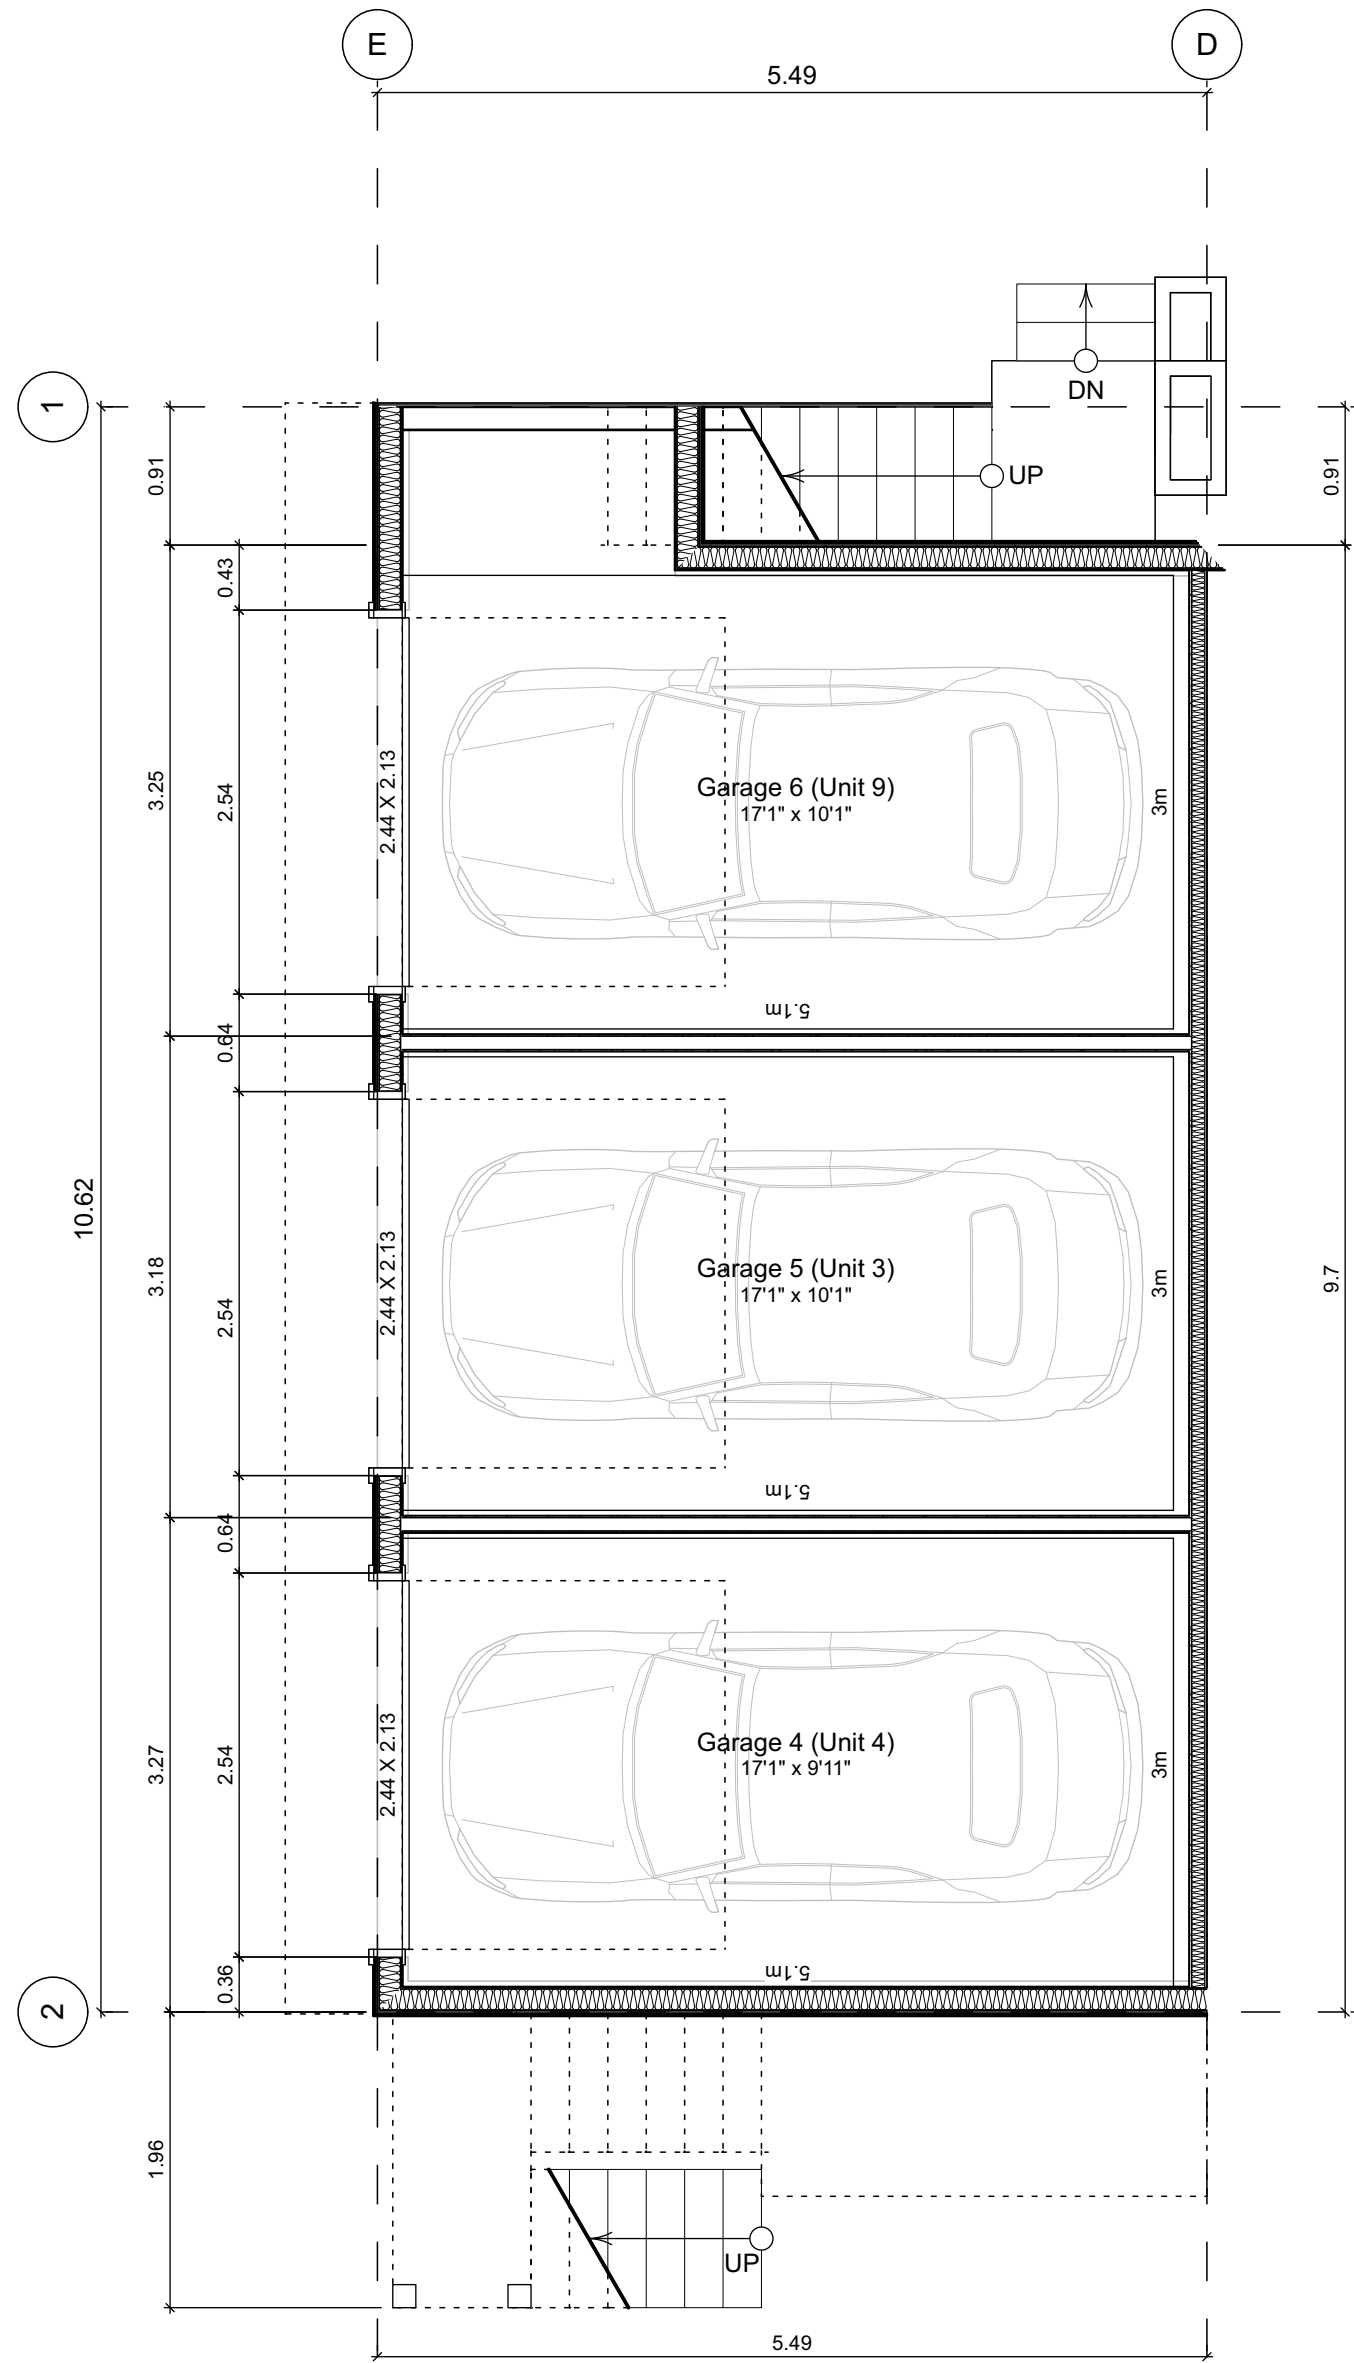 E
D
5.49
1
DN
UP
0.91
0.91
0.43
3.25
2.54
2.44 X 2.13
Garage 6 (Unit 9)
17'1" x 10'1"
3m
5.1m
0.64
10.62
3.18
2.54
2.44 X 2.13
Garage 5 (Unit 3)
17'1" x 10'1"
3m
9.7
5.1m
0.64
3.27
2.54
2.44 X 2.13
Garage 4 (Unit 4)
17'1" x 9'11"
3m
5.1m
0.36
2
1.96
UP
5.49